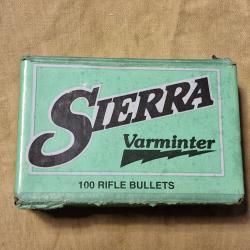 SIERRA
Varminter
100 RIFLE BULLETS